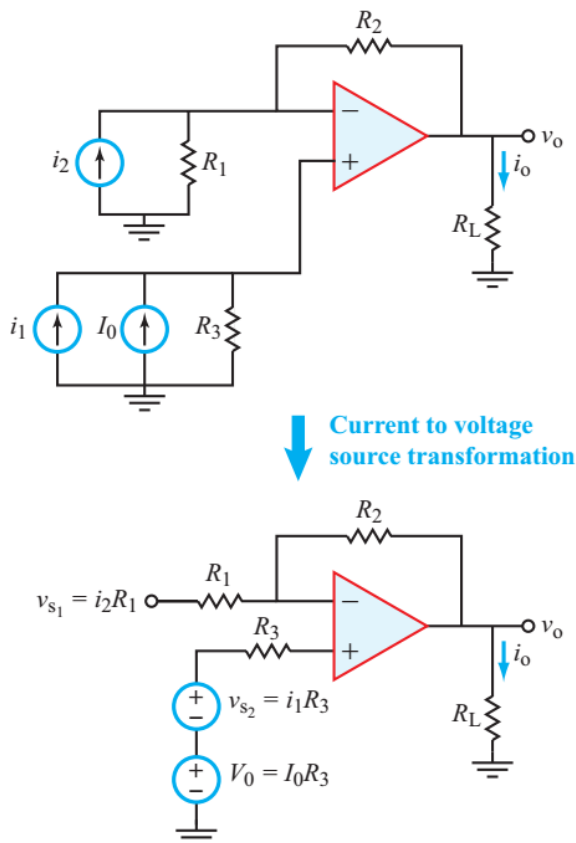 R2
−
vo
i2
R1
+
io
RL
i1
I0
R3
Current to voltage
source transformation
R2
R1
vs1 = i2R1
−
vo
R3
+
io
+
−
vs2 = i1R3
RL
+
−
V0 = I0R3